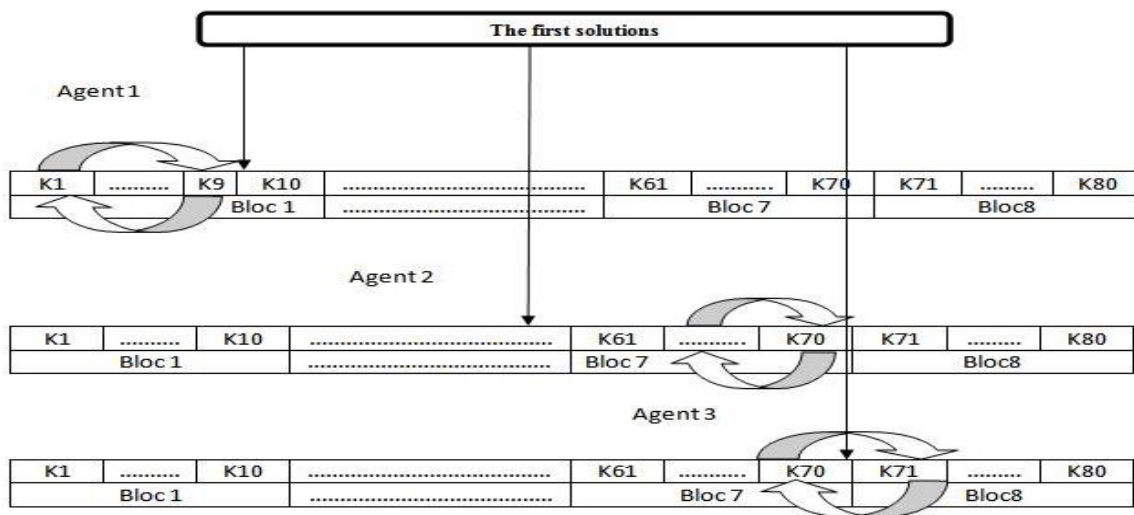 The first solutions
Agent 1
K1 .......... K9 K10 ..................................... K61 .......... K70 K71 ......... K80
Bloc 1 ..................................... Bloc 7 Bloc8
Agent 2
K1 .......... K10 ..................................... K61 .......... K70 K71 ......... K80
Bloc 1 ..................................... Bloc 7 Bloc8
Agent 3
K1 .......... K10 ..................................... K61 .......... K70 K71 ......... K80
Bloc 1 ..................................... Bloc 7 Bloc8